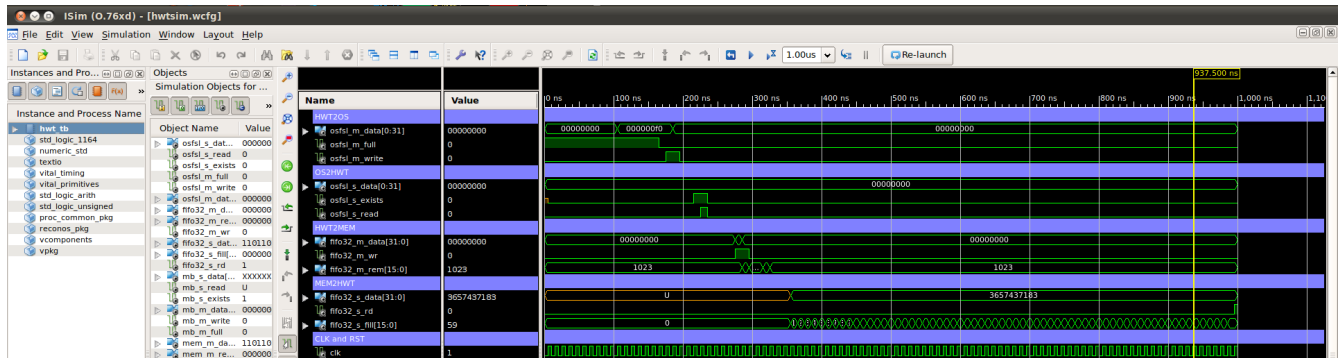 ISim (O.76xd) - [hwtsim.wcfg]
File Edit View Simulation Window Layout Help
1.00us Re-launch
Instances and Pro...
Objects
Simulation Objects for ...
Instance and Process Name
hwt_tb
std_logic_1164
numeric_std
textio
vital_timing
vital_primitives
std_logic_arith
std_logic_unsigned
proc_common_pkg
reconos_pkg
vcomponents
vpkg
Object Name Value
osfsl_s_dat... 000000
osfsl_s_read 0
osfsl_s_exists 0
osfsl_m_full 0
osfsl_m_write 0
osfsl_m_dat... 000000
fifo32_m_d... 000000
fifo32_m_re... 000000
fifo32_m_wr 0
fifo32_s_dat... 110110
fifo32_s_fill[... 000000
fifo32_s_rd 1
mb_s_data[... XXXXXX
mb_s_read U
mb_s_exists 1
mb_m_data... 000000
mb_m_write 0
mb_m_full 0
mem_m_da... 110110
mem_m_re... 000000
937.500 ns
Name Value
0 ns 100 ns 200 ns 300 ns 400 ns 500 ns 600 ns 700 ns 800 ns 900 ns 1,000 ns 1,10
HWT2OS
osfsl_m_data[0:31] 00000000 00000000 000000f0 00000000
osfsl_m_full 0
osfsl_m_write 0
OS2HWT
osfsl_s_data[0:31] 00000000 00000000
osfsl_s_exists 0
osfsl_s_read 0
HWT2MEM
fifo32_m_data[31:0] 00000000 00000000 00000000
fifo32_m_wr 0
fifo32_m_rem[15:0] 1023 1023 ... 1023
MEM2HWT
fifo32_s_data[31:0] 3657437183 U 3657437183
fifo32_s_rd 0
fifo32_s_fill[15:0] 59 0
CLK and RST
clk 1